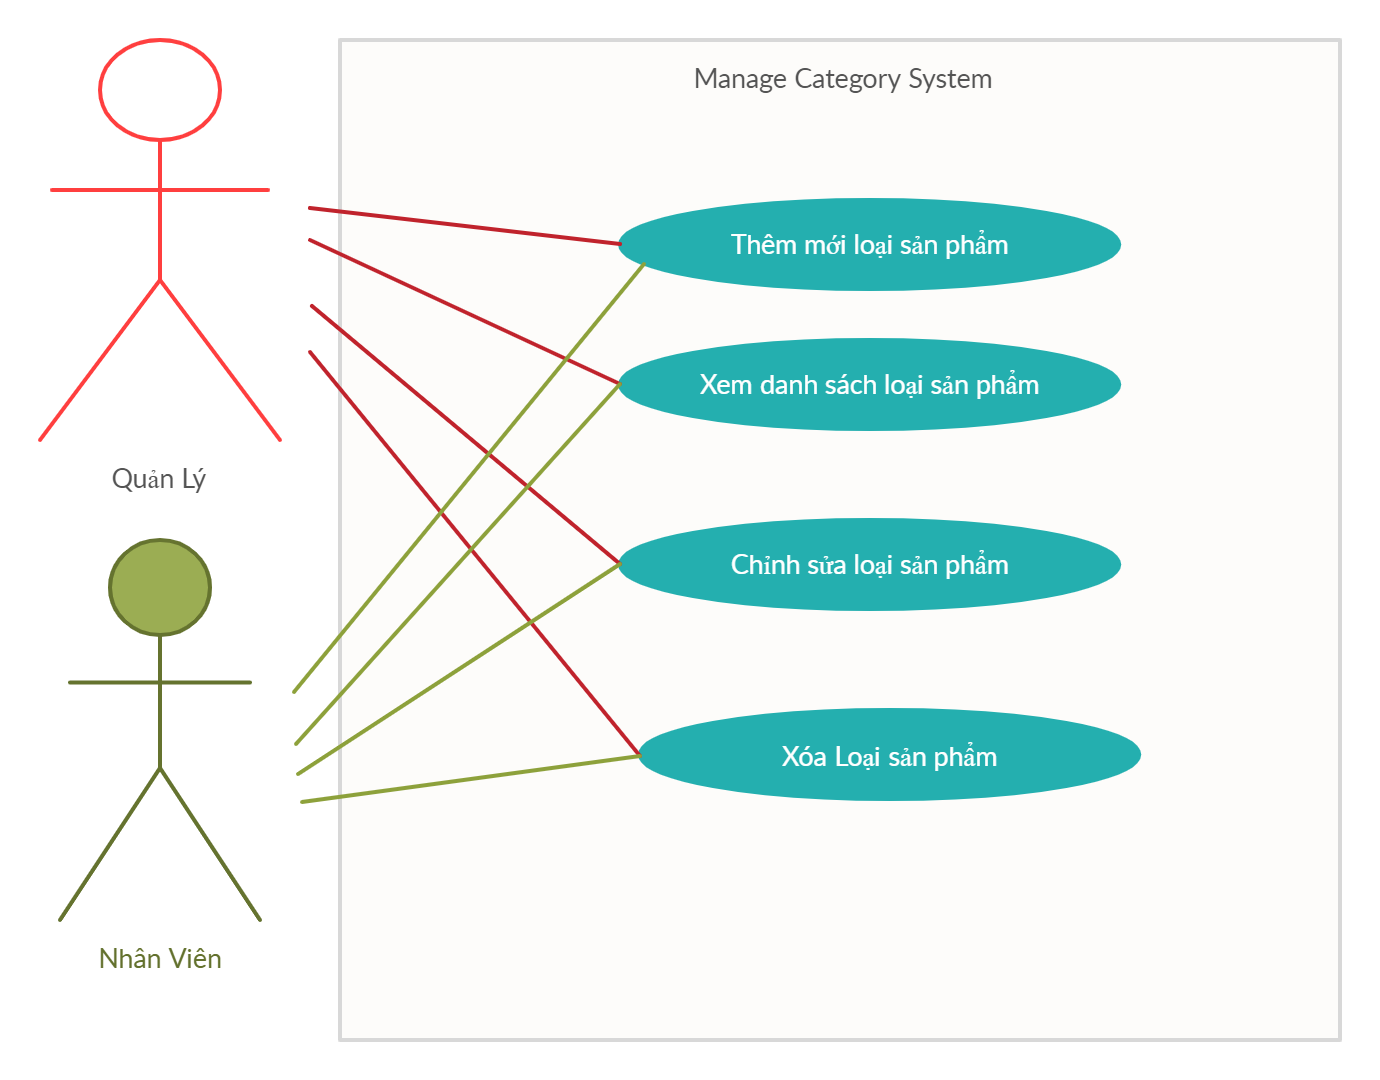 Manage Category System
Thêm mới loại sản phẩm
Xem danh sách loại sản phẩm
Quản Lý
Chỉnh sửa loại sản phẩm
Xóa Loại sản phẩm
Nhân Viên